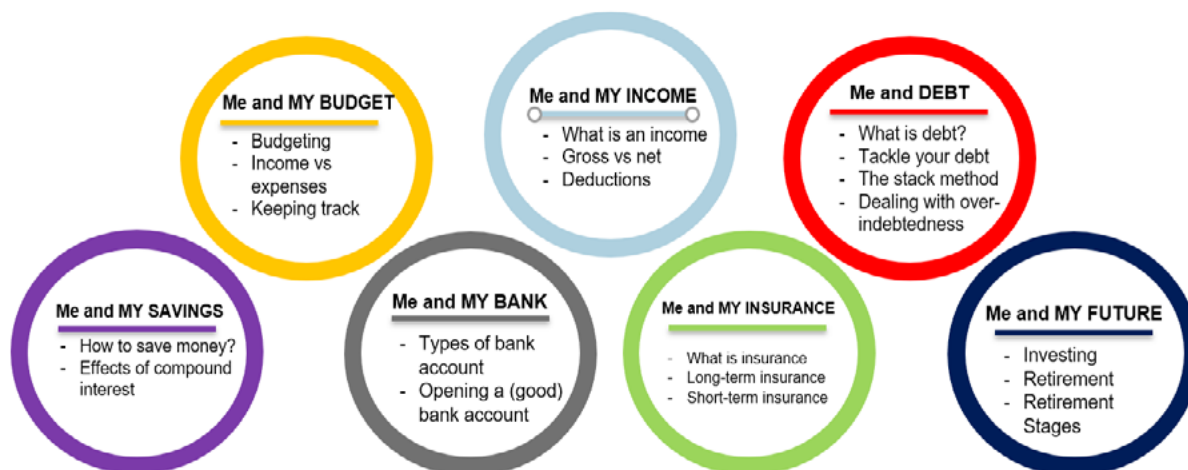 Me and MY BUDGET
- Budgeting
- Income vs
expenses
- Keeping track
Me and MY INCOME
- What is an income
- Gross vs net
- Deductions
Me and DEBT
- What is debt?
- Tackle your debt
- The stack method
- Dealing with over-
indebtedness
Me and MY SAVINGS
- How to save money?
- Effects of compound
interest
Me and MY BANK
- Types of bank
account
- Opening a (good)
bank account
Me and MY INSURANCE
- What is insurance
- Long-term insurance
- Short-term insurance
Me and MY FUTURE
- Investing
- Retirement
- Retirement
Stages